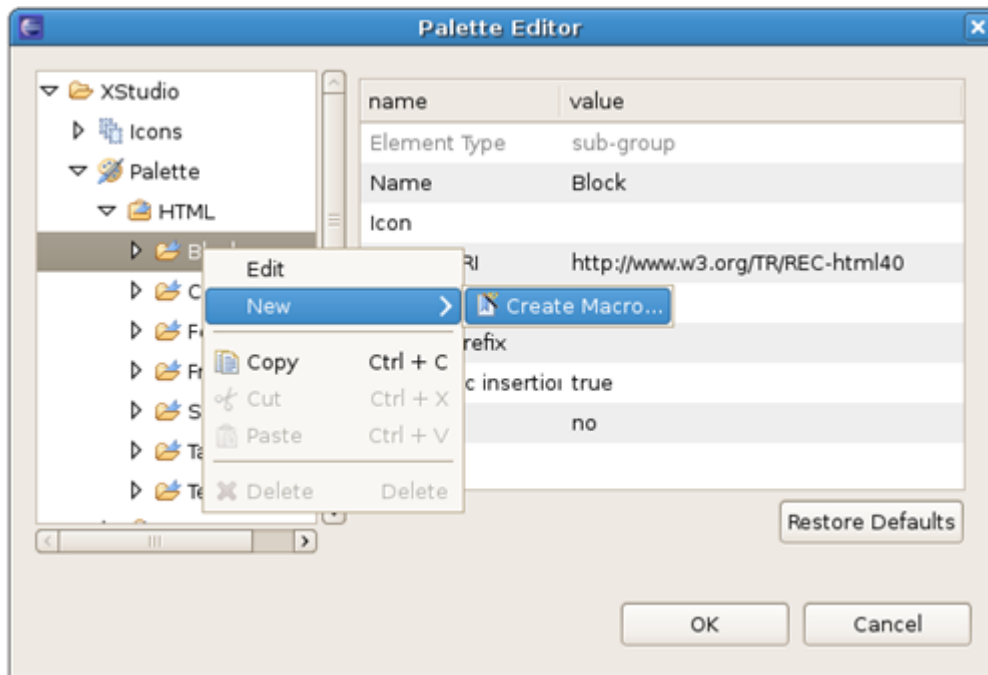 Palette Editor
XStudio
Icons
Palette
HTML
name value
Element Type sub-group
Name Block
Icon
http://www.w3.org/TR/REC-html40
true
no
Edit
New
Create Macro...
Copy Ctrl + C
Cut Ctrl + X
Paste Ctrl + V
Delete Delete
Restore Defaults
OK Cancel